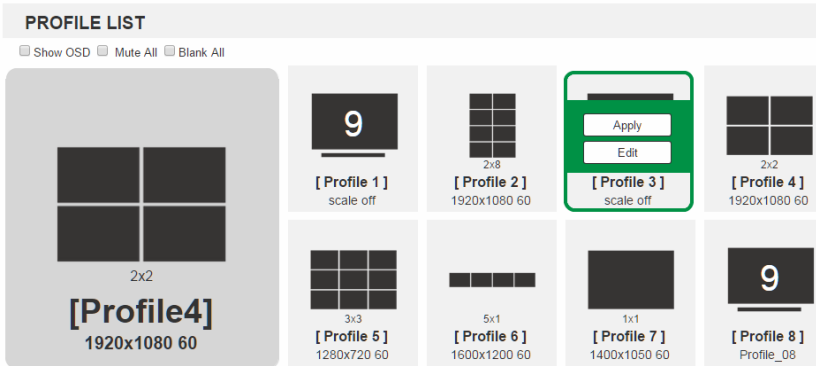 PROFILE LIST
Show OSD Mute All Blank All
2x2
[Profile4]
1920x1080 60
9
[ Profile 1 ]
scale off
2x8
[ Profile 2 ]
1920x1080 60
Apply
Edit
[ Profile 3 ]
scale off
2x2
[ Profile 4 ]
1920x1080 60
3x3
[ Profile 5 ]
1280x720 60
5x1
[ Profile 6 ]
1600x1200 60
1x1
[ Profile 7 ]
1400x1050 60
9
[ Profile 8 ]
Profile_08